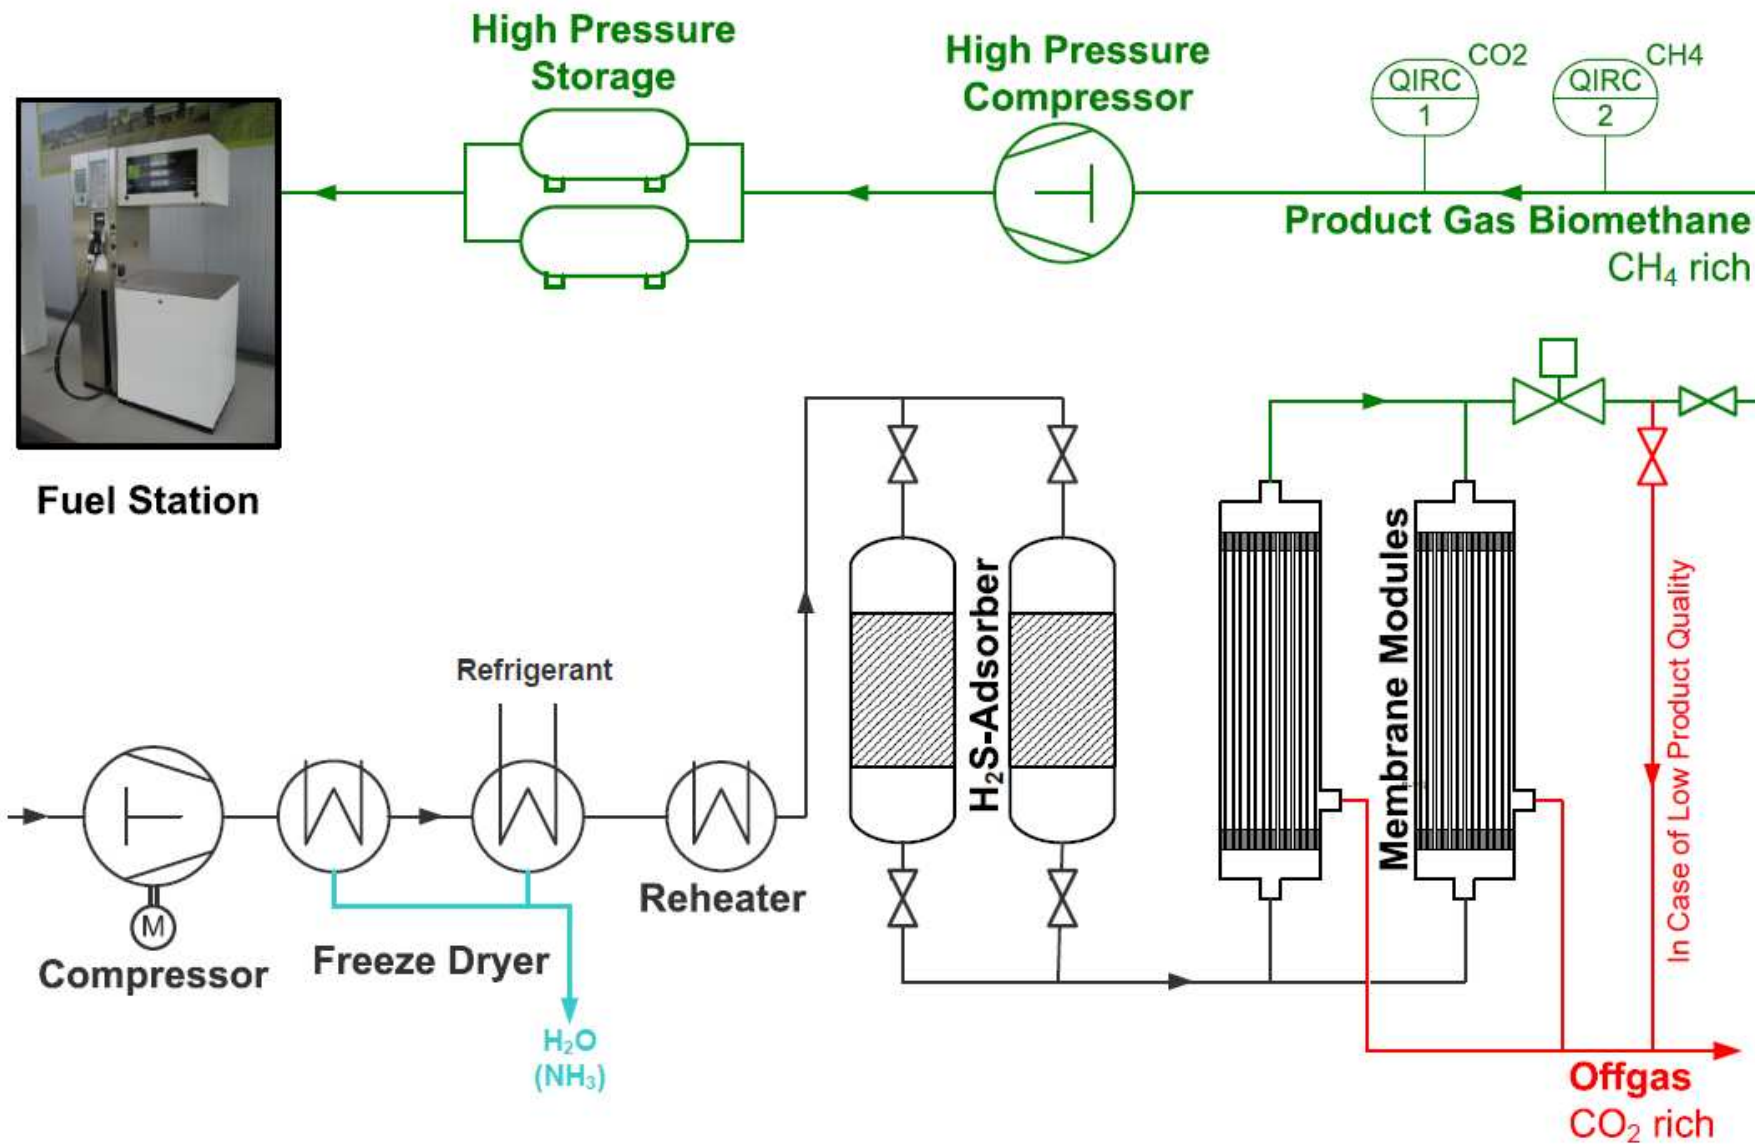 High Pressure
Storage
High Pressure
Compressor
QIRC
1
CO2
QIRC
2
CH4
Product Gas Biomethane
CH₄ rich
Fuel Station
Refrigerant
H₂S-Adsorber
Membrane Modules
In Case of Low Product Quality
Reheater
M
Compressor
Freeze Dryer
H₂O
(NH₃)
Offgas
CO₂ rich